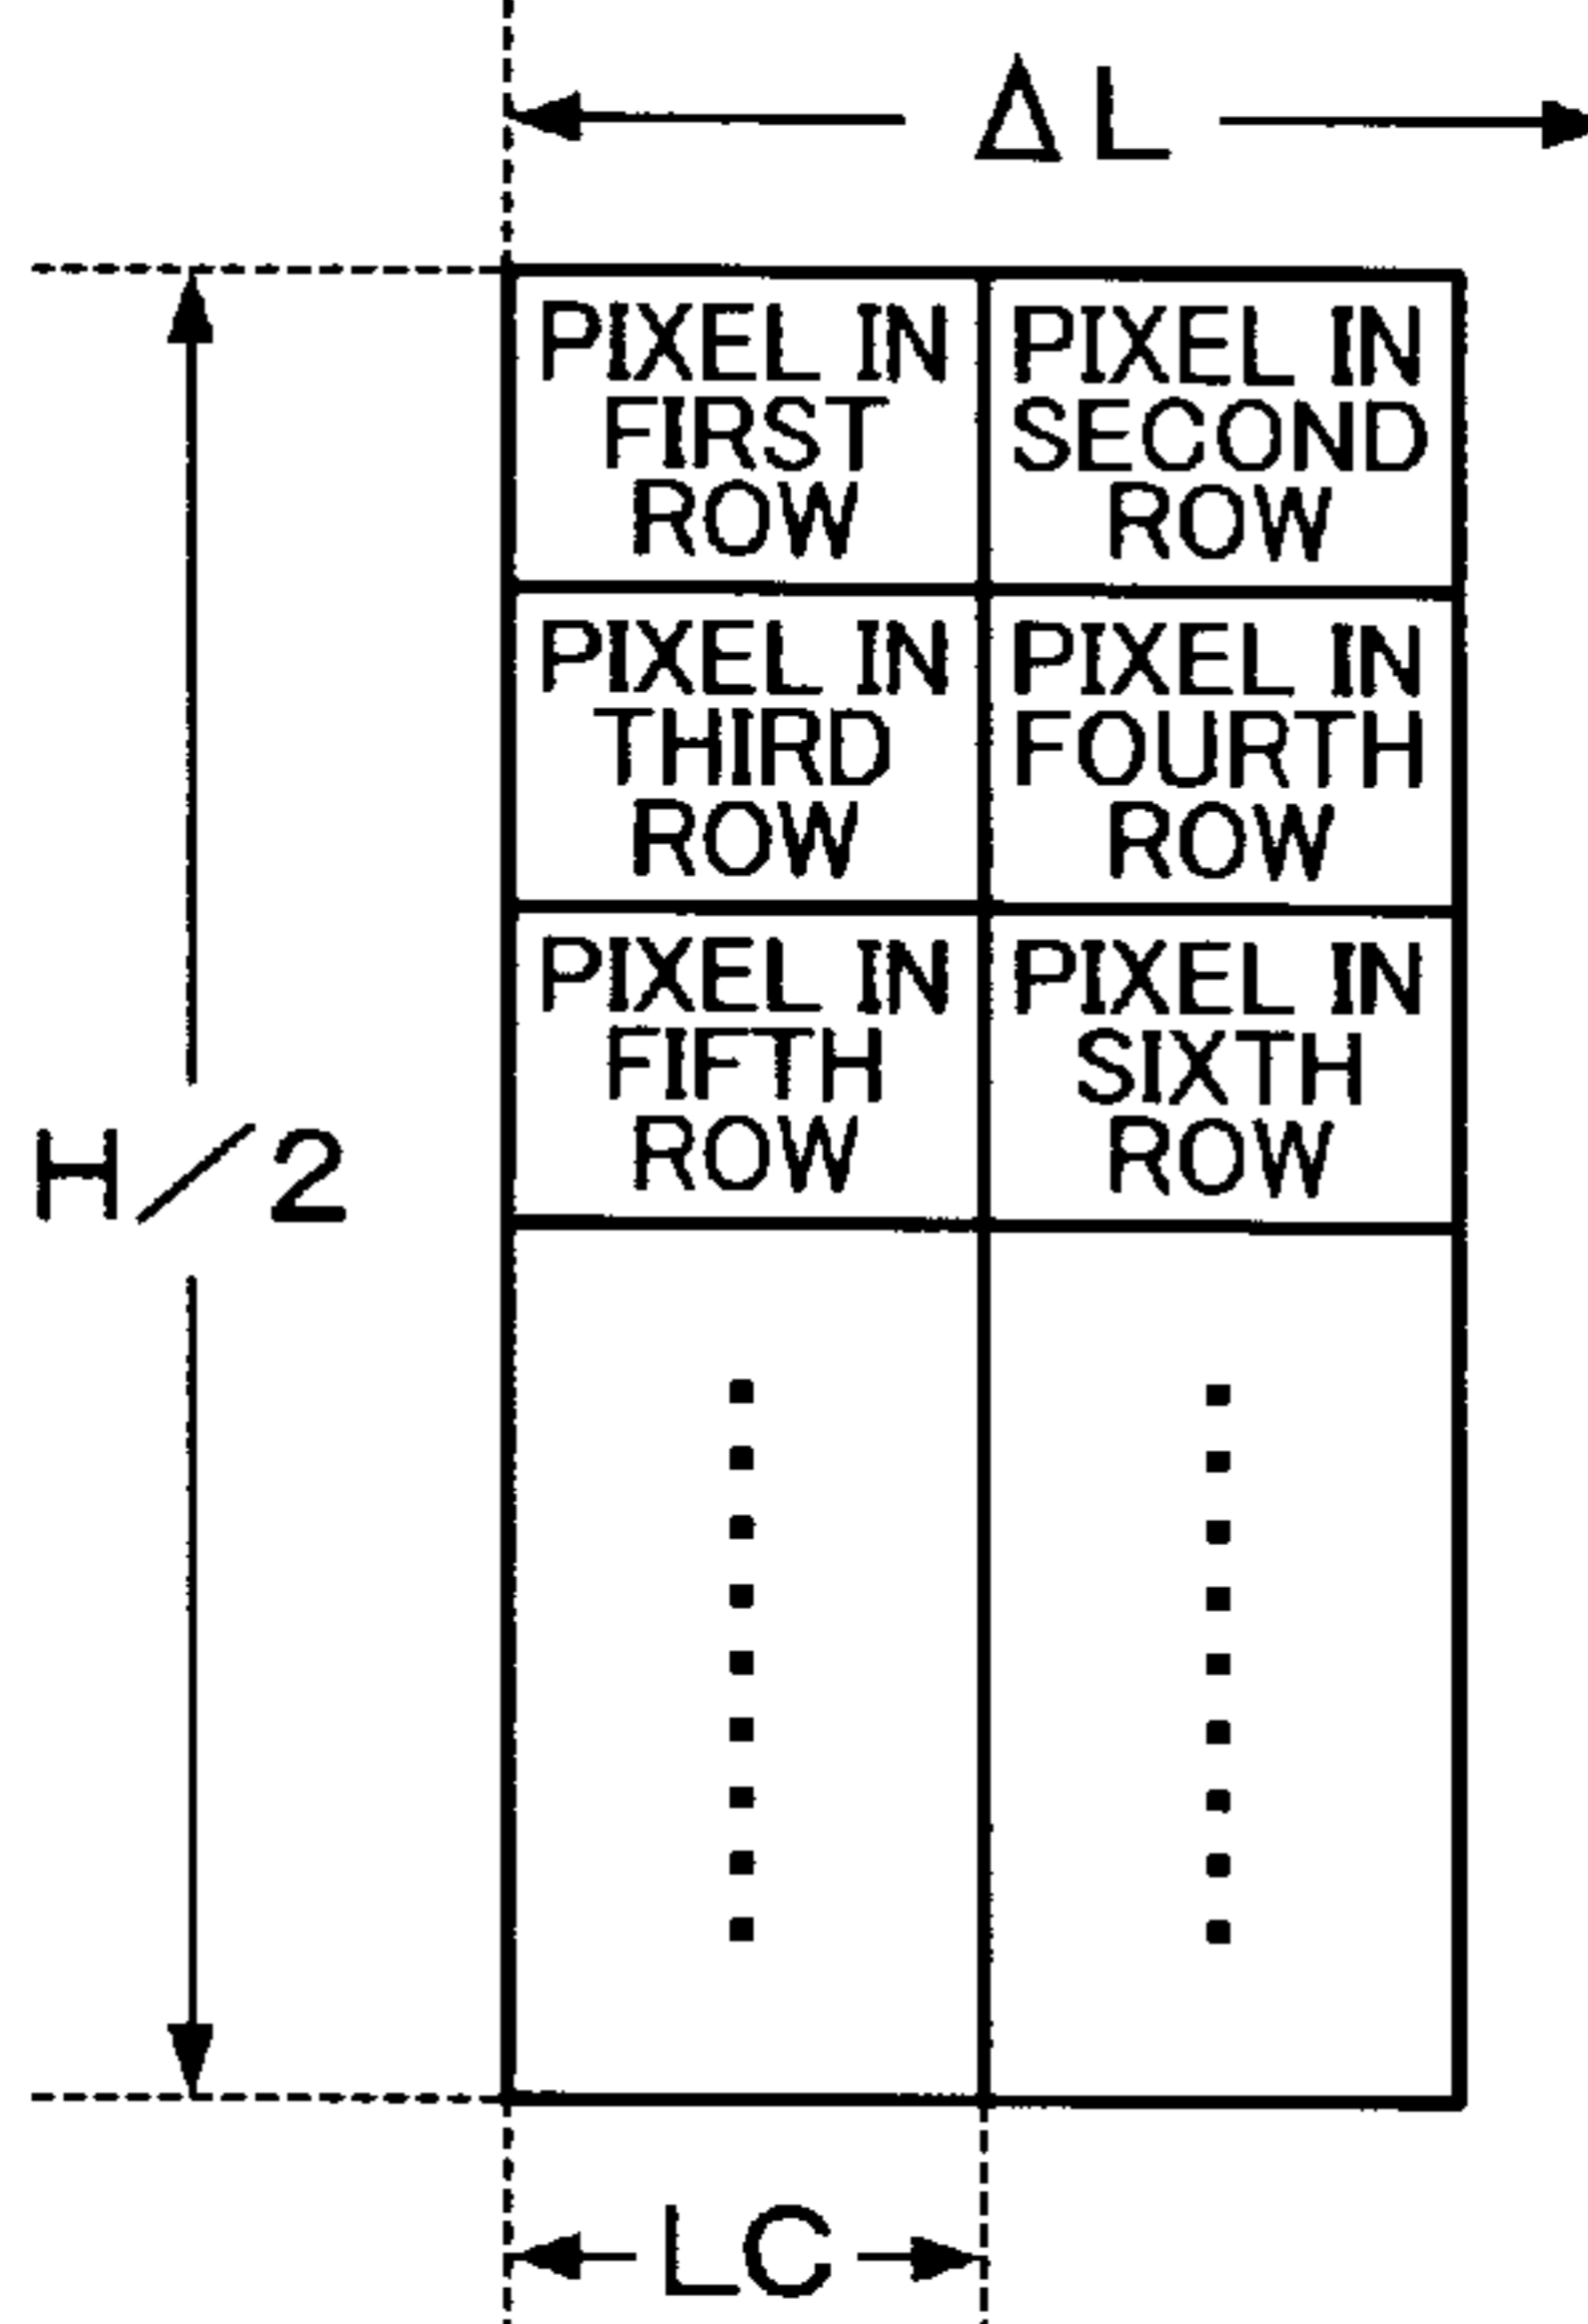 ΔL
PIXEL IN
FIRST
ROW
PIXEL IN
SECOND
ROW
PIXEL IN
THIRD
ROW
PIXEL IN
FOURTH
ROW
PIXEL IN
FIFTH
ROW
PIXEL IN
SIXTH
ROW
H/2
LC